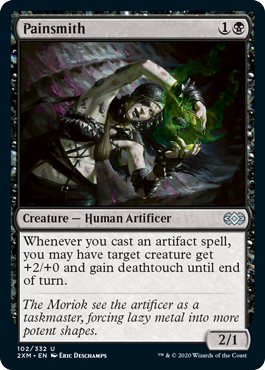 Painsmith 1
Creature — Human Artificer
Whenever you cast an artifact spell,
you may have target creature get
+2/+0 and gain deathtouch until end
of turn.
The Moriok see the artificer as a
taskmaster, forcing lazy metal into more
potent shapes.
2/1
102/332 U
2XM • EN Eric Deschamps
™ & © 2020 Wizards of the Coast